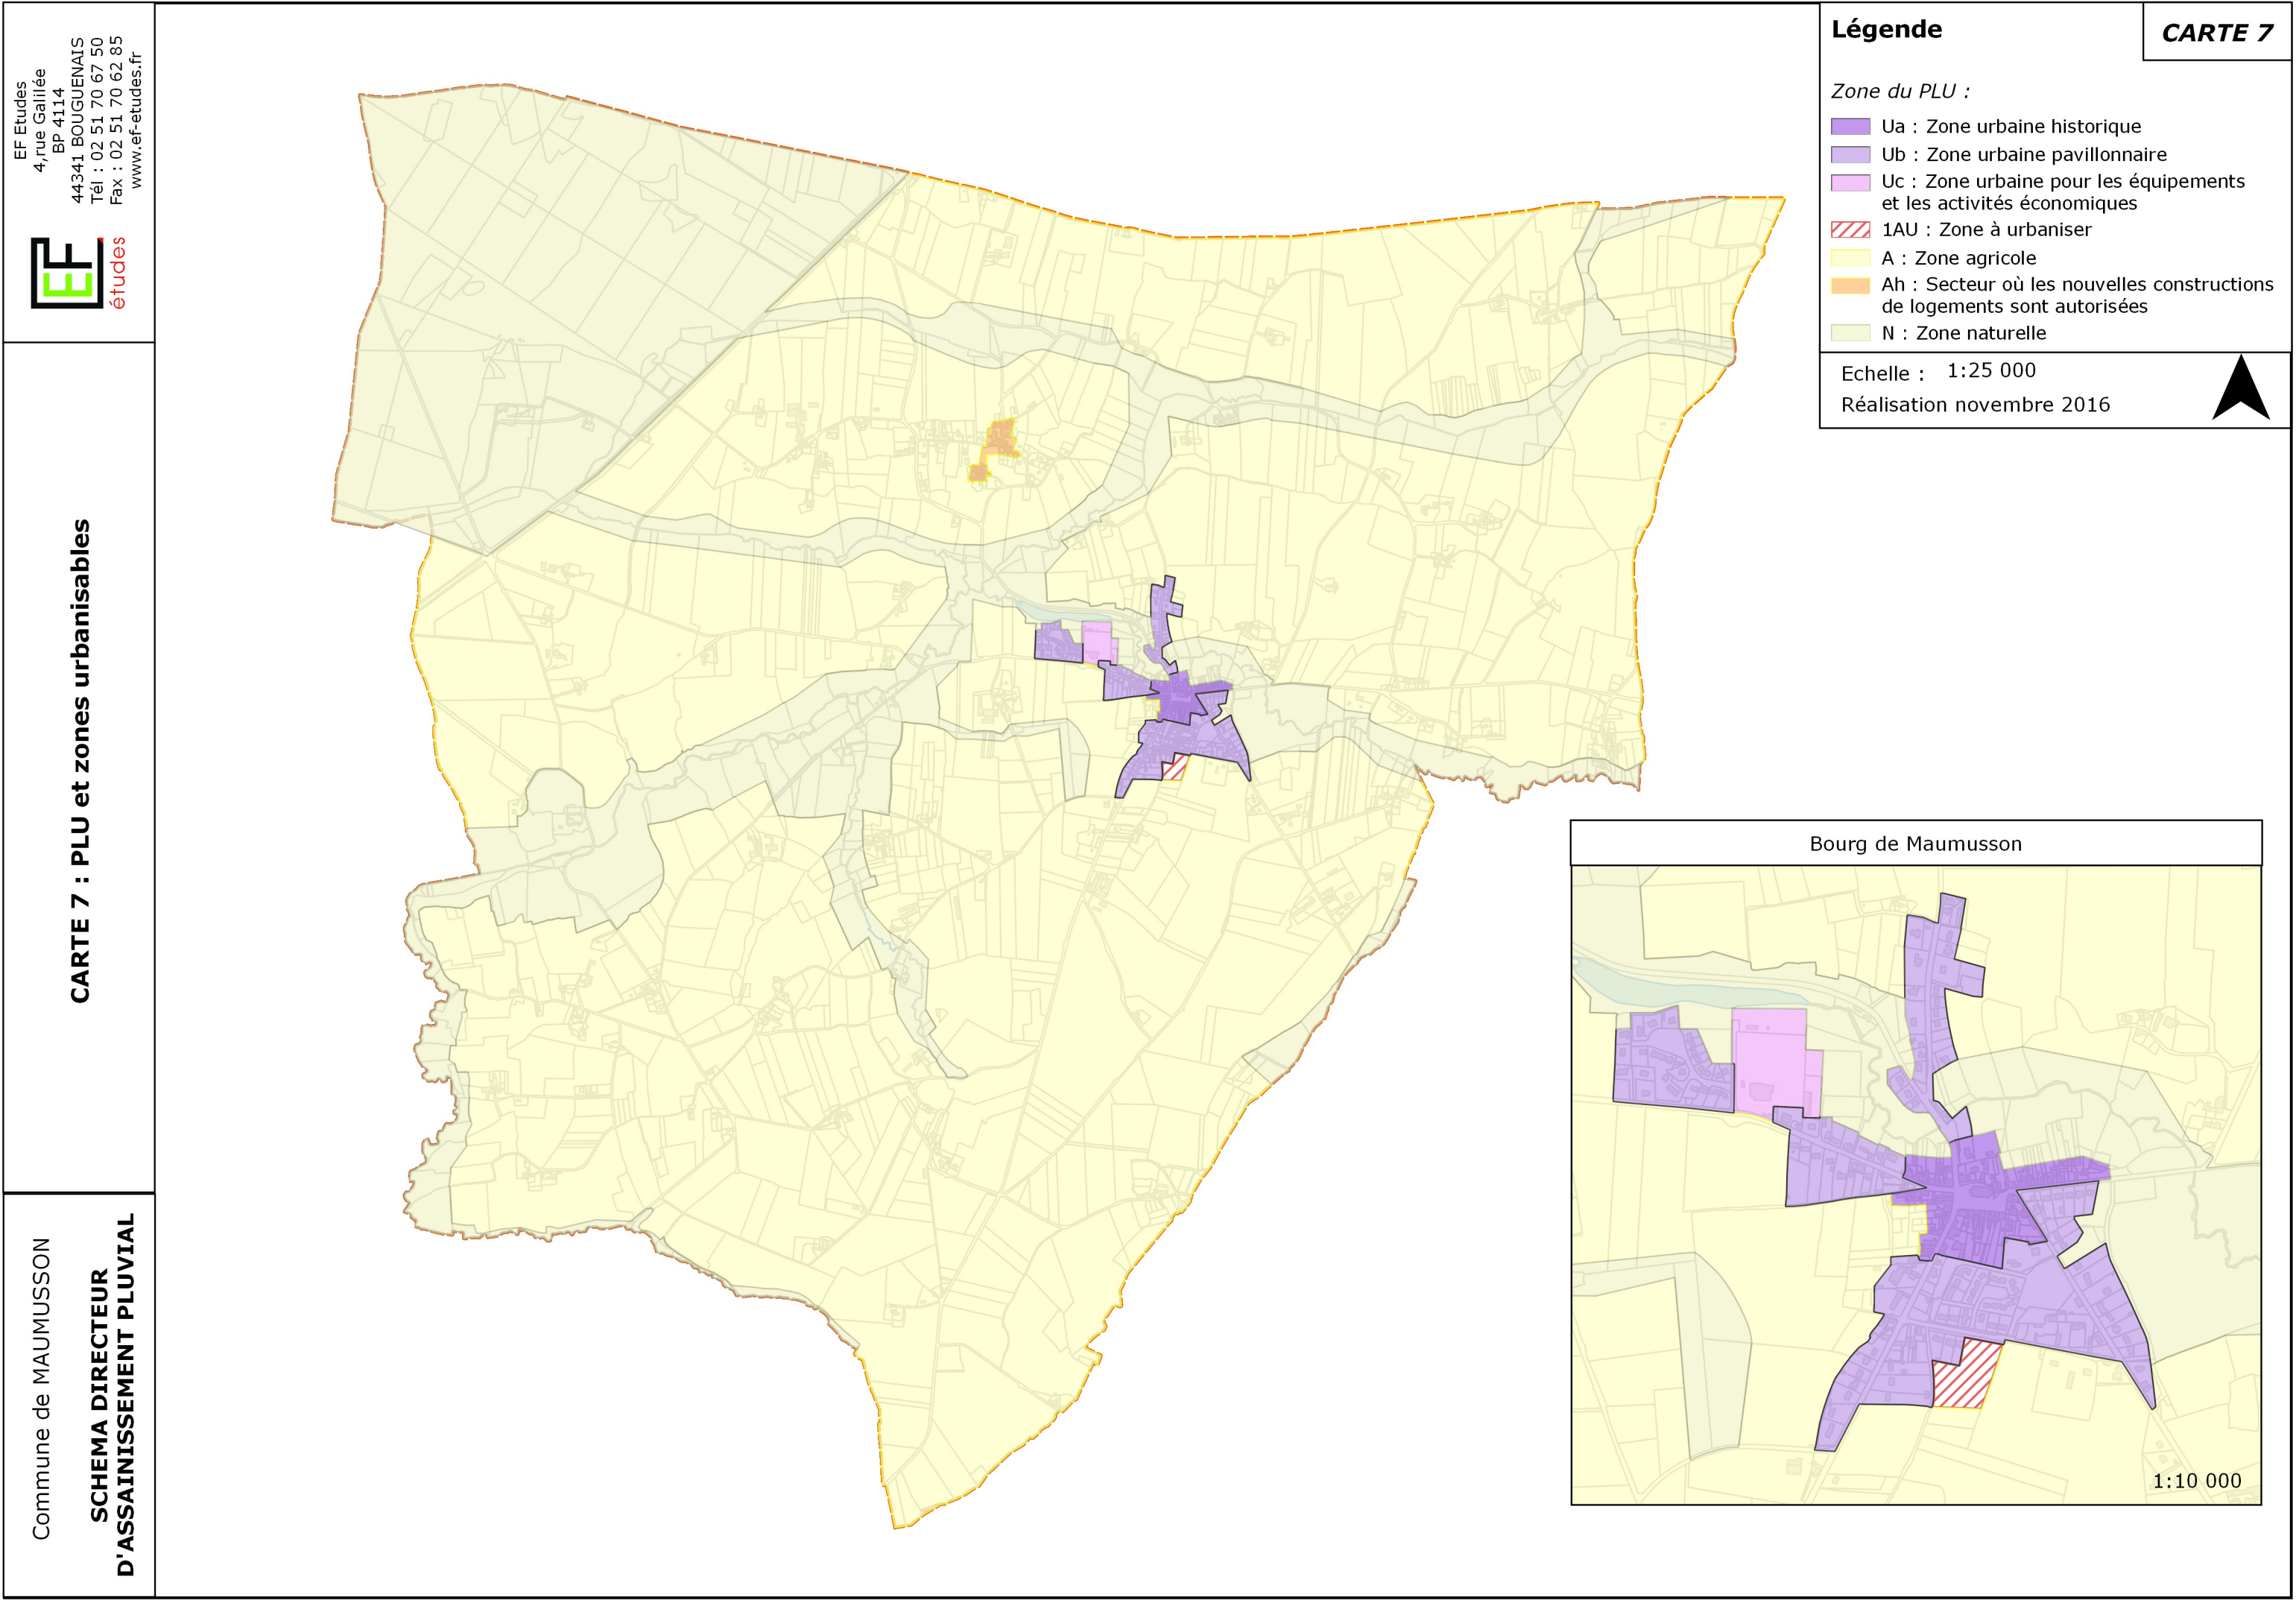 EF Etudes
4,rue Galilée
BP 4114
44341 BOUGUENAIS
Tél : 02 51 70 67 50
Fax : 02 51 70 62 85
www.ef-etudes.fr
EF
études
CARTE 7 : PLU et zones urbanisables
Commune de MAUMUSSON
SCHEMA DIRECTEUR
D'ASSAINISSEMENT PLUVIAL
Légende
CARTE 7
Zone du PLU :
Ua : Zone urbaine historique
Ub : Zone urbaine pavillonnaire
Uc : Zone urbaine pour les équipements
et les activités économiques
1AU : Zone à urbaniser
A : Zone agricole
Ah : Secteur où les nouvelles constructions
de logements sont autorisées
N : Zone naturelle
Echelle : 1:25 000
Réalisation novembre 2016
Bourg de Maumusson
1:10 000